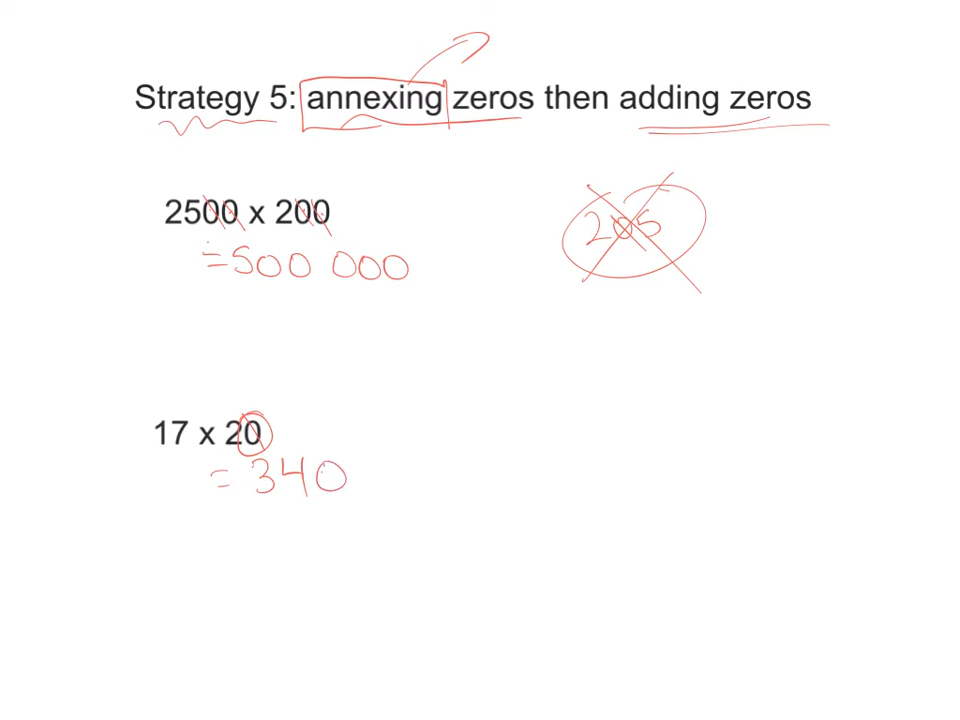 Strategy 5: annexing zeros then adding zeros
2500 x 200
= 500 000
205
17 x 20
= 340